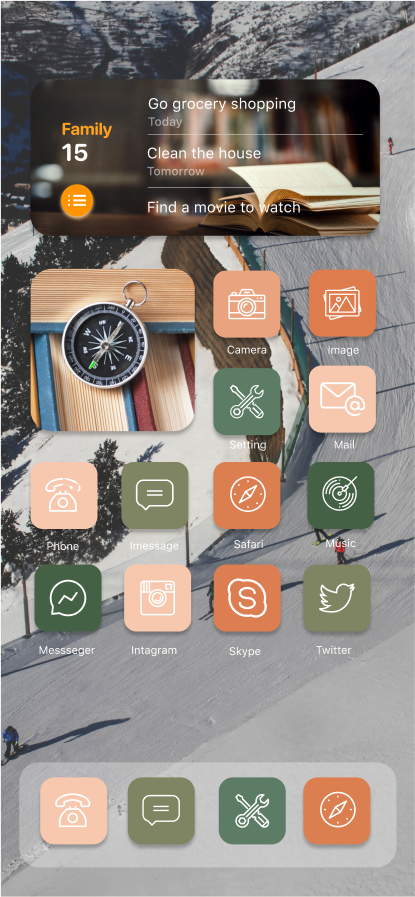 Go grocery shopping
Today
Family
15
Clean the house
Tomorrow
Find a movie to watch
Camera
Image
Setting
Mail
Phone
Imessage
Safari
Music
Messseger
Intagram
Skype
Twitter